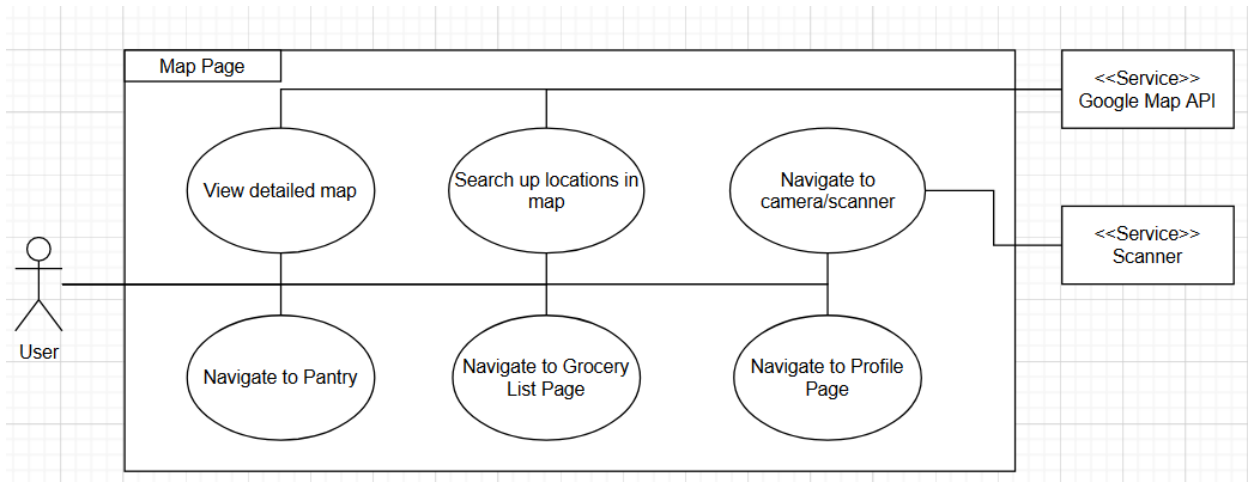 Map Page
<<Service>>
Google Map API
View detailed map
Search up locations in
map
Navigate to
camera/scanner
<<Service>>
Scanner
User
Navigate to Pantry
Navigate to Grocery
List Page
Navigate to Profile
Page